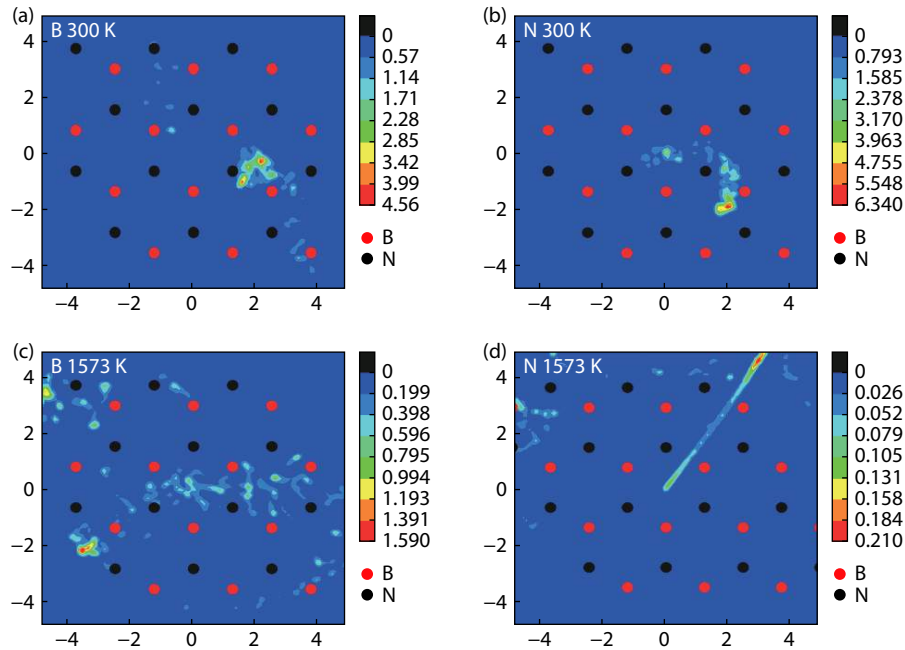 (a)
B 300 K
4
2
0
−2
−4
−4 −2 0 2 4
0
0.57
1.14
1.71
2.28
2.85
3.42
3.99
4.56
B
N
(b)
N 300 K
4
2
0
−2
−4
−4 −2 0 2 4
0
0.793
1.585
2.378
3.170
3.963
4.755
5.548
6.340
B
N
(c)
B 1573 K
4
2
0
−2
−4
−4 −2 0 2 4
0
0.199
0.398
0.596
0.795
0.994
1.193
1.391
1.590
B
N
(d)
N 1573 K
4
2
0
−2
−4
−4 −2 0 2 4
0
0.026
0.052
0.079
0.105
0.131
0.158
0.184
0.210
B
N